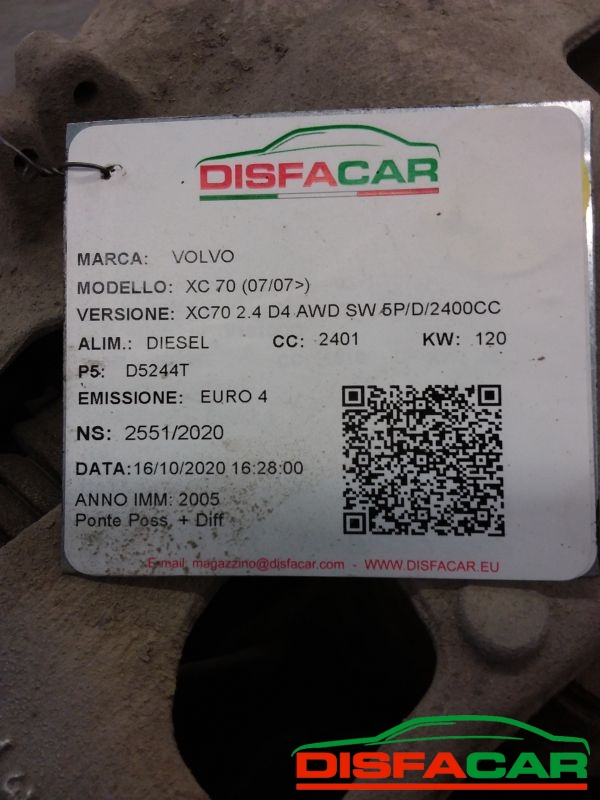 DISFACAR
MARCA: VOLVO
MODELLO: XC 70 (07/07>)
VERSIONE: XC70 2.4 D4 AWD SW 5P/D/2400CC
ALIM.: DIESEL CC: 2401 KW: 120
P5: D5244T
EMISSIONE: EURO 4
NS: 2551/2020
DATA:16/10/2020 16:28:00
ANNO IMM: 2005
Ponte Poss. + Diff
E-mail: magazzino@disfacar.com - WWW.DISFACAR.EU
DISFACAR